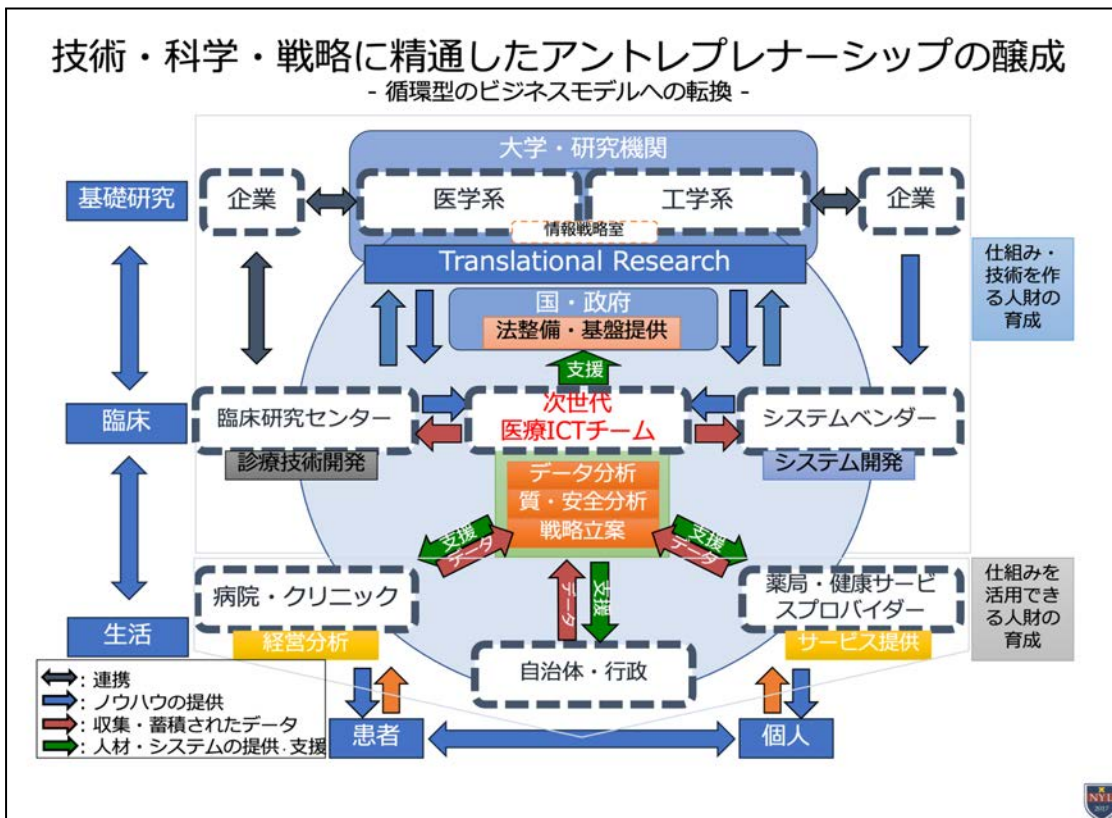 技術・科学・戦略に精通したアントレプレナーシップの醸成
- 循環型のビジネスモデルへの転換 -
大学・研究機関
基礎研究
企業
医学系
工学系
企業
情報戦略室
Translational Research
仕組み・
技術を作
る人財の
育成
国・政府
法整備・基盤提供
支援
臨床
臨床研究センター
次世代
医療ICTチーム
システムベンダー
診療技術開発
システム開発
データ分析
質・安全分析
戦略立案
支援
データ
支援
データ
データ
支援
病院・クリニック
薬局・健康サービ
スプロバイダー
仕組みを
活用でき
る人財の
育成
生活
経営分析
サービス提供
自治体・行政
: 連携
: ノウハウの提供
: 収集・蓄積されたデータ
: 人材・システムの提供・支援
患者
個人
NYI
2017